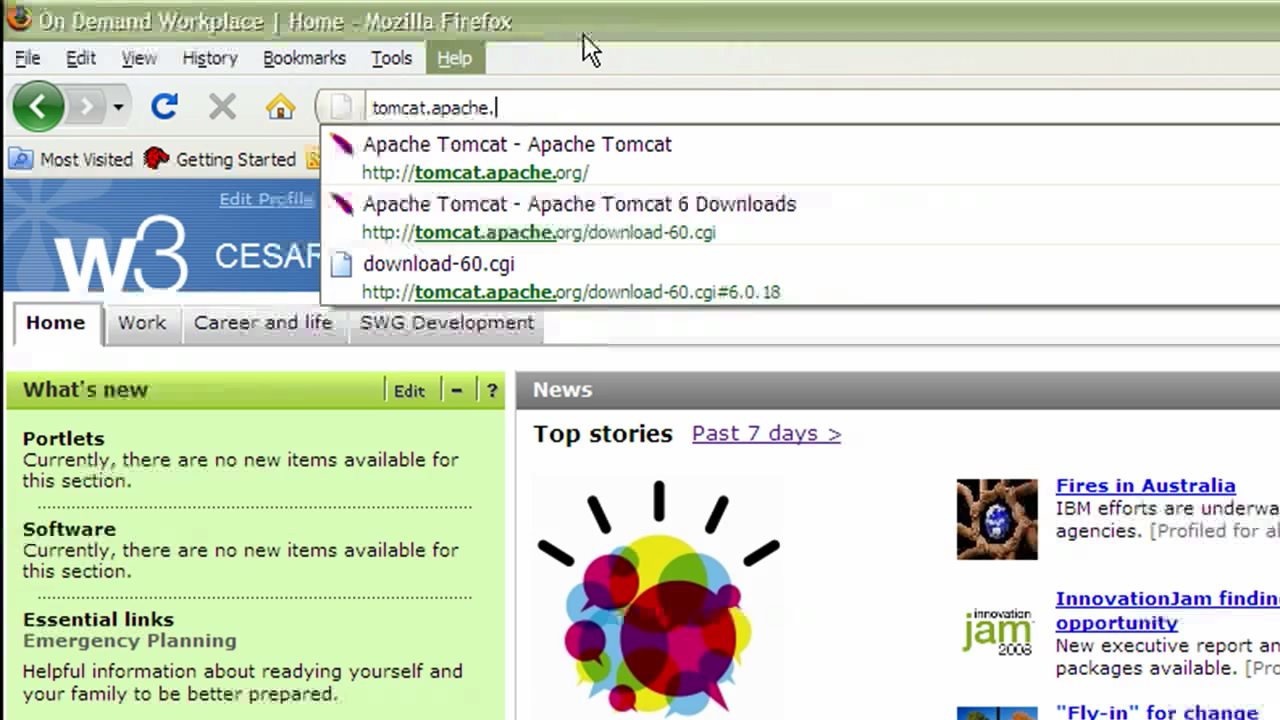 On Demand Workplace | Home - Mozilla Firefox
File Edit View History Bookmarks Tools Help
tomcat.apache.
Apache Tomcat - Apache Tomcat
http://tomcat.apache.org/
Most Visited Getting Started
Apache Tomcat - Apache Tomcat 6 Downloads
http://tomcat.apache.org/download-60.cgi
download-60.cgi
http://tomcat.apache.org/download-60.cgi#6.0.18
Edit Profile
w3 CESAR
Home Work Career and life SWG Development
What's new Edit - ?
Portlets
Currently, there are no new items available for
this section.
Software
Currently, there are no new items available for
this section.
Essential links
Emergency Planning
Helpful information about readying yourself and
your family to be better prepared.
News
Top stories Past 7 days >
Fires in Australia
IBM efforts are underwa
agencies. [Profiled for al
innovation
jam
2008
InnovationJam finding
opportunity
New executive report an
packages available. [Pro
"Fly-in" for change